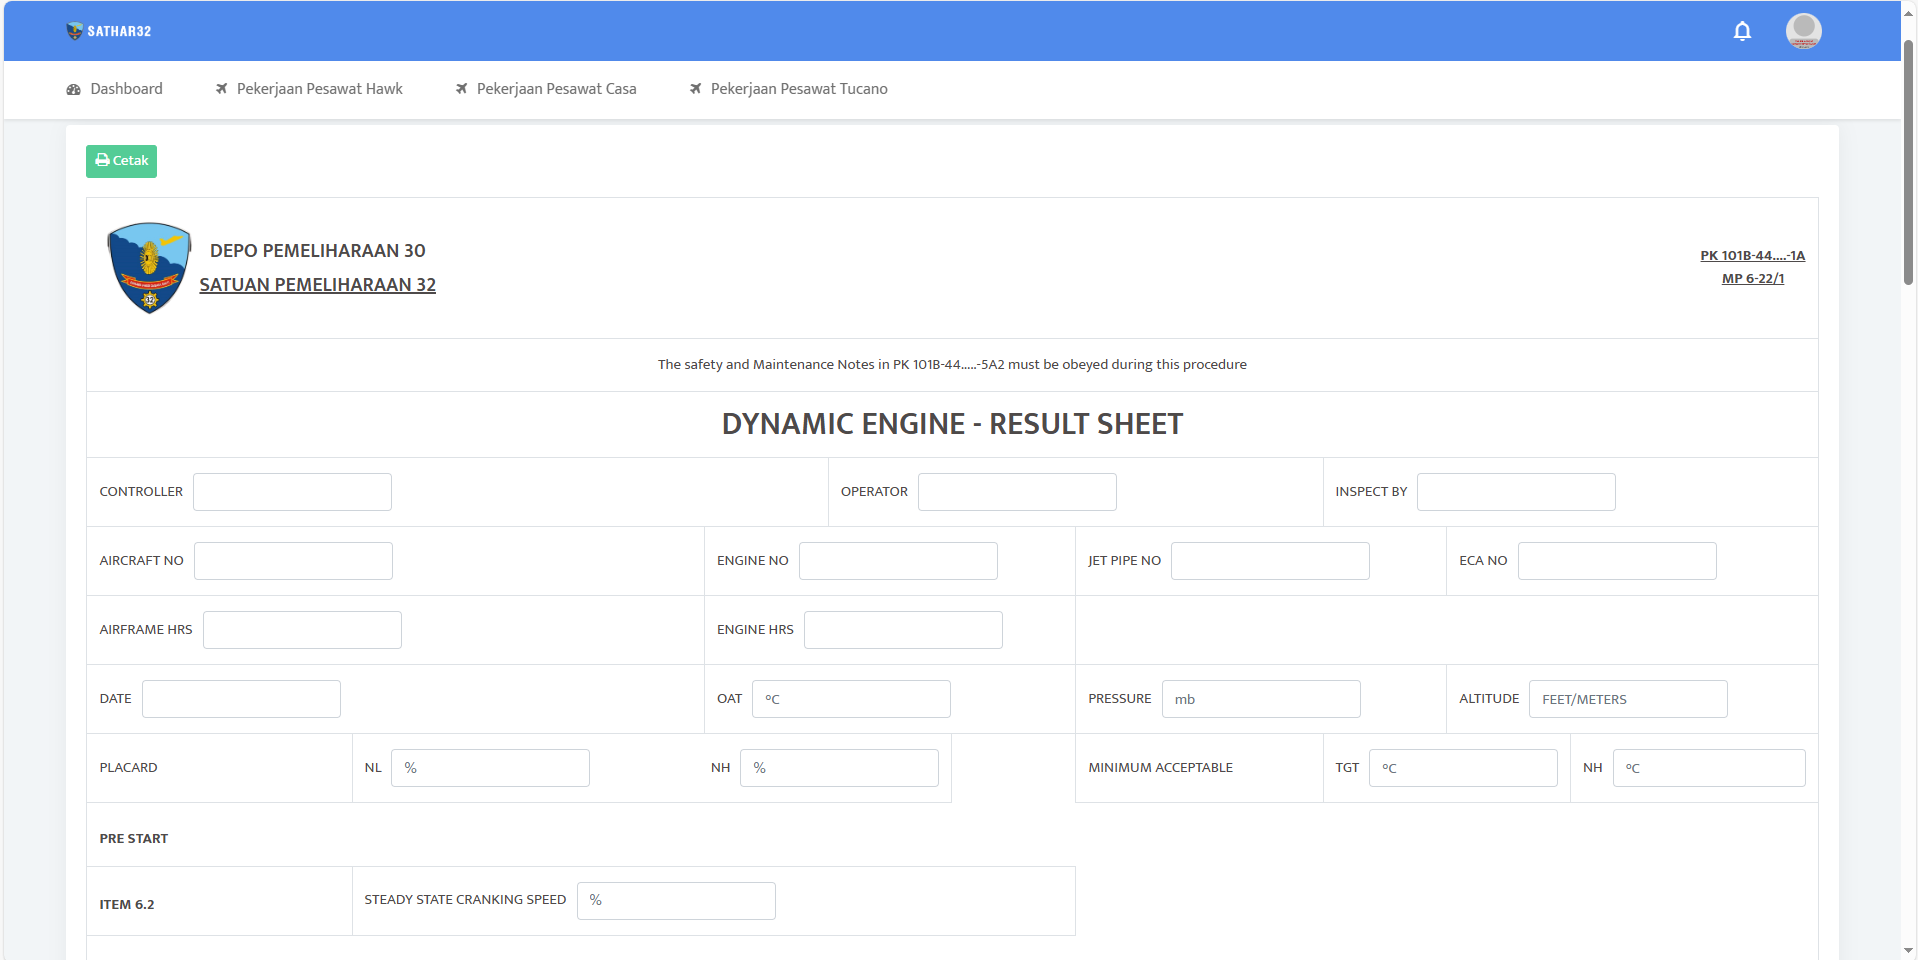 SATHAR32
Dashboard
Pekerjaan Pesawat Hawk
Pekerjaan Pesawat Casa
Pekerjaan Pesawat Tucano
Cetak
DEPO PEMELIHARAAN 30
SATUAN PEMELIHARAAN 32
PK 101B-44....-1A
MP 6-22/1
32
The safety and Maintenance Notes in PK 101B-44.....-5A2 must be obeyed during this procedure
DYNAMIC ENGINE - RESULT SHEET
CONTROLLER
OPERATOR
INSPECT BY
AIRCRAFT NO
ENGINE NO
JET PIPE NO
ECA NO
AIRFRAME HRS
ENGINE HRS
DATE
OAT ºC
PRESSURE mb
ALTITUDE FEET/METERS
PLACARD
NL %
NH %
MINIMUM ACCEPTABLE
TGT ºC
NH ºC
PRE START
ITEM 6.2
STEADY STATE CRANKING SPEED %